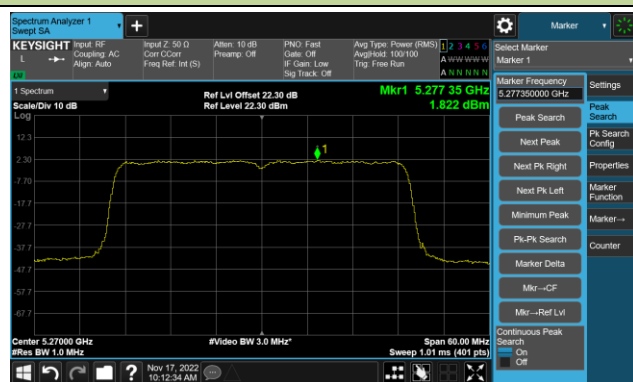 Spectrum Analyzer 1
Swept SA
Marker
KEYSIGHT
L
Input: RF
Coupling: AC
Align: Auto
Input Z: 50 Ω
Corr CCorr
Freq Ref: Int (S)
Atten: 10 dB
Preamp: Off
PNO: Fast
Gate: Off
IF Gain: Low
Sig Track: Off
Avg Type: Power (RMS)
Avg|Hold: 100/100
Trig: Free Run
1 2 3 4 5 6
A W W W W W
A N N N N N
Select Marker
Marker 1
1 Spectrum
Scale/Div 10 dB
Log
Ref Lvl Offset 22.30 dB
Ref Level 22.30 dBm
Mkr1 5.277 35 GHz
1.822 dBm
12.3
2.30
-7.70
-17.7
-27.7
-37.7
-47.7
-57.7
-67.7
1
Center 5.27000 GHz
#Res BW 1.0 MHz
#Video BW 3.0 MHz*
Span 60.00 MHz
Sweep 1.01 ms (401 pts)
Marker Frequency
5.277350000 GHz
Peak Search
Next Peak
Next Pk Right
Next Pk Left
Minimum Peak
Pk-Pk Search
Marker Delta
Mkr→CF
Mkr→Ref Lvl
Continuous Peak
Search
On
Off
Settings
Peak
Search
Pk Search
Config
Properties
Marker
Function
Marker→
Counter
Nov 17, 2022
10:12:34 AM